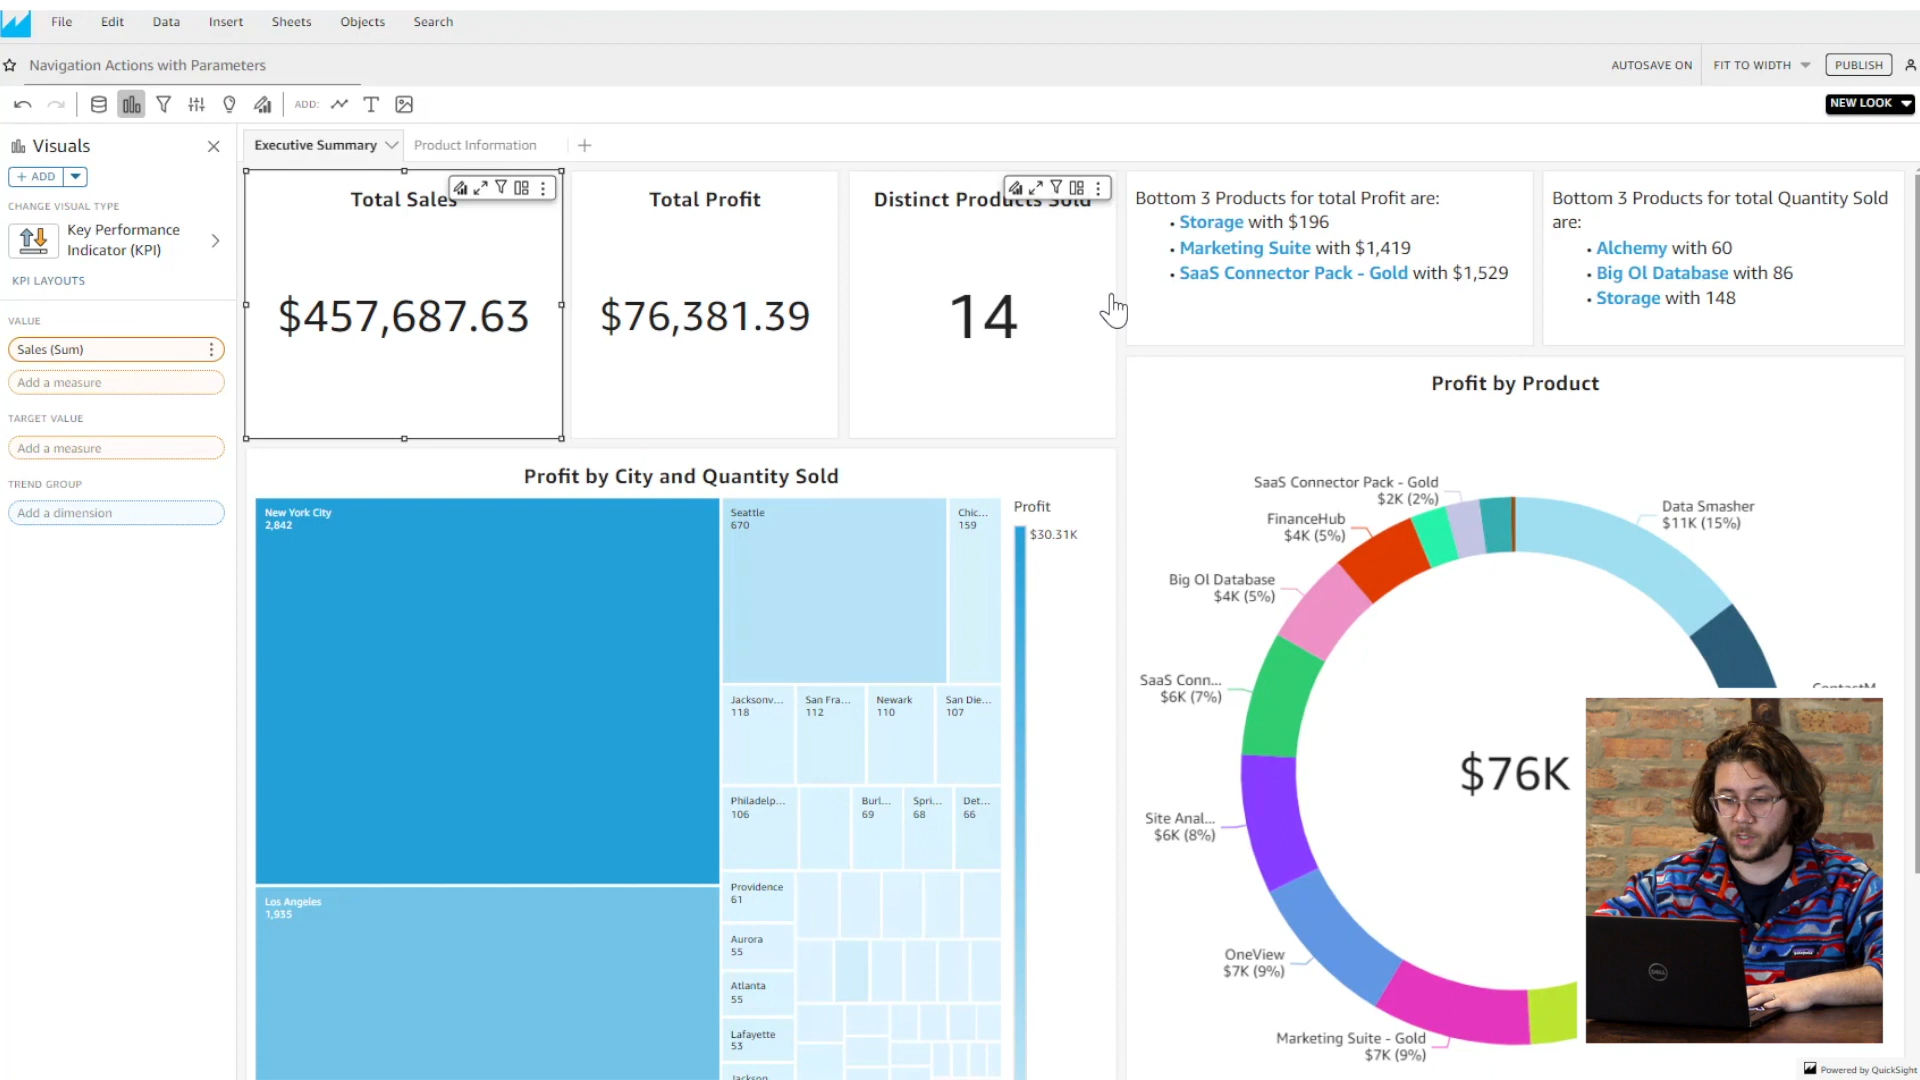 File Edit Data Insert Sheets Objects Search
Navigation Actions with Parameters
AUTOSAVE ON FIT TO WIDTH PUBLISH
ADD:
NEW LOOK
Visuals
+ ADD
CHANGE VISUAL TYPE
Key Performance
Indicator (KPI)
KPI LAYOUTS
VALUE
Sales (Sum)
Add a measure
TARGET VALUE
Add a measure
TREND GROUP
Add a dimension
Executive Summary Product Information
Total Sales
$457,687.63
Total Profit
$76,381.39
Distinct Products Sold
14
Bottom 3 Products for total Profit are:
• Storage with $196
• Marketing Suite with $1,419
• SaaS Connector Pack - Gold with $1,529
Bottom 3 Products for total Quantity Sold
are:
• Alchemy with 60
• Big Ol Database with 86
• Storage with 148
Profit by City and Quantity Sold
New York City
2,842
Los Angeles
1,935
Seattle
670
Chic...
159
Jacksonv...
118
San Fra...
112
Newark
110
San Die...
107
Philadelp...
106
Burl...
69
Spri...
68
Det...
66
Providence
61
Aurora
55
Atlanta
55
Lafayette
53
Jackson
Profit
$30.31K
Profit by Product
SaaS Connector Pack - Gold
$2K (2%)
FinanceHub
$4K (5%)
Big Ol Database
$4K (5%)
SaaS Conn...
$6K (7%)
Site Anal...
$6K (8%)
OneView
$7K (9%)
Marketing Suite - Gold
$7K (9%)
Data Smasher
$11K (15%)
ContactM
$76K
DELL
Powered by QuickSight